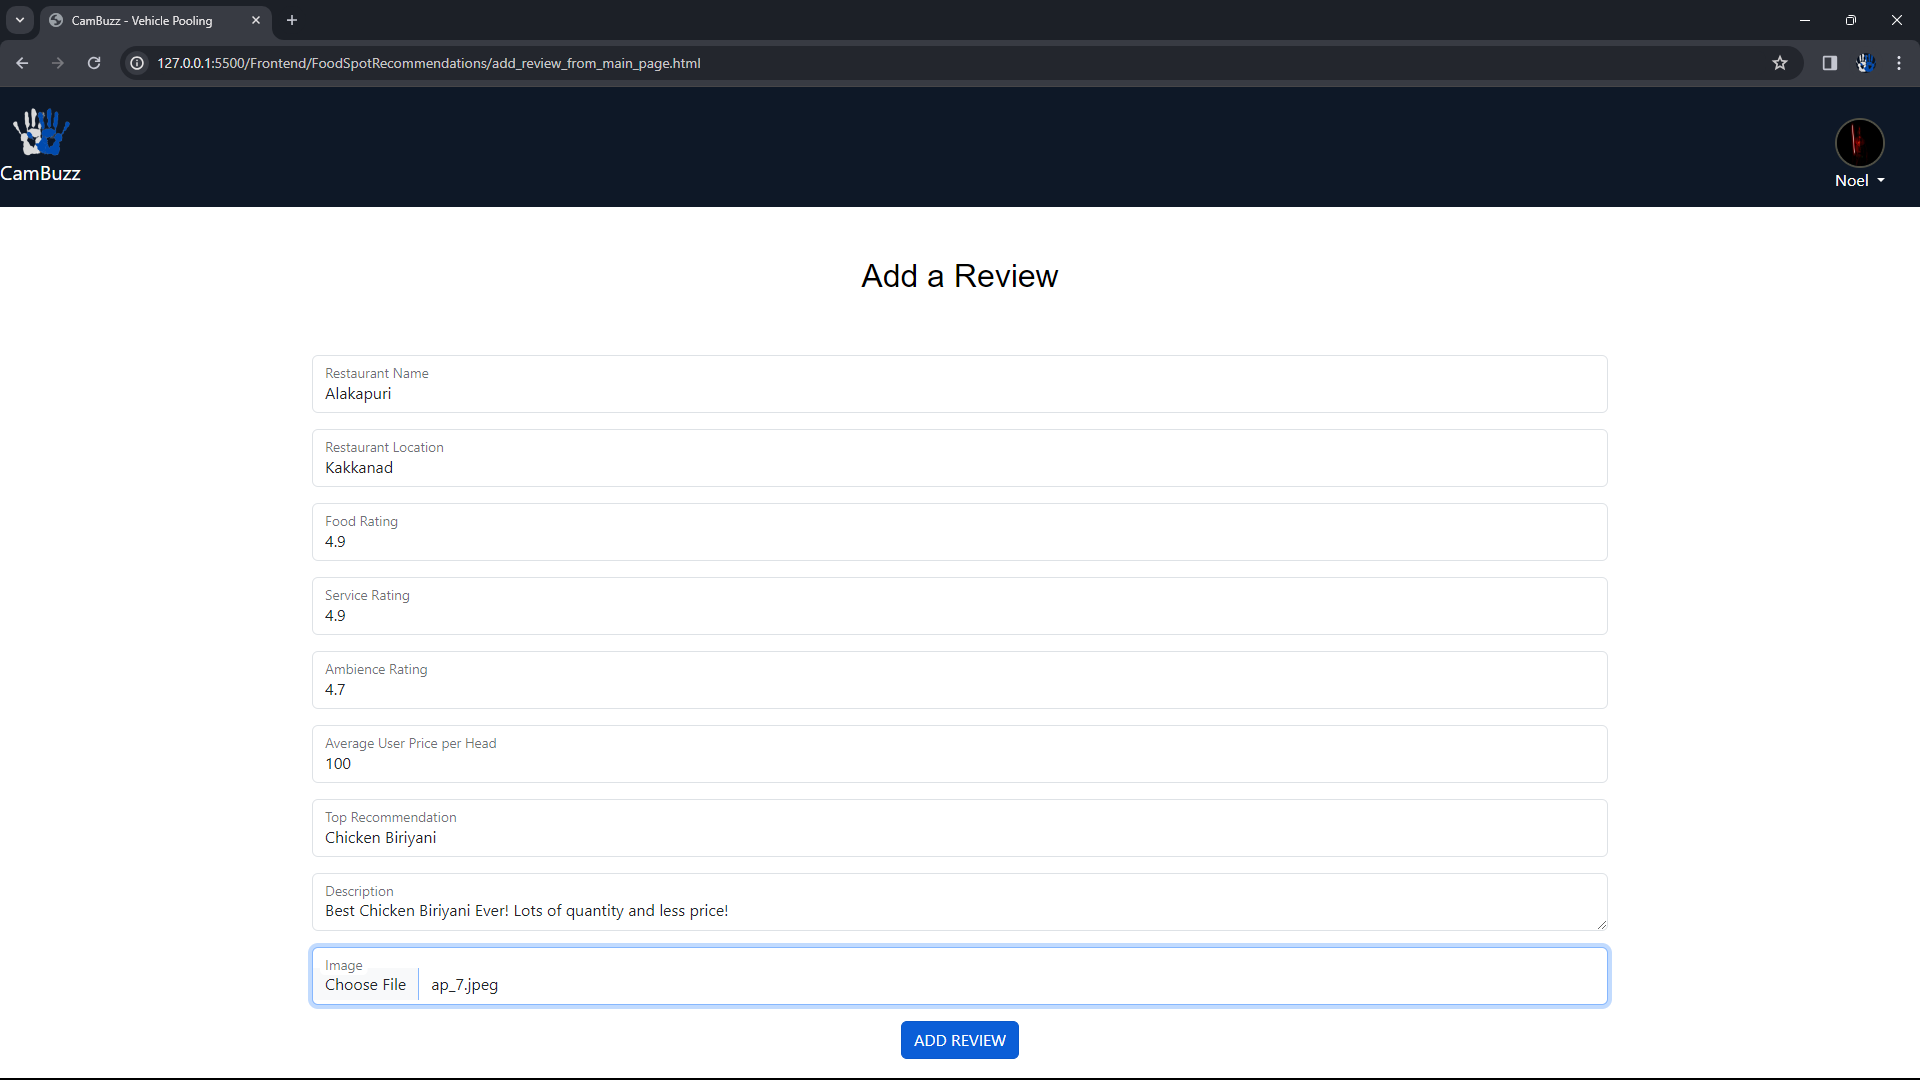 CamBuzz - Vehicle Pooling
127.0.0.1:5500/Frontend/FoodSpotRecommendations/add_review_from_main_page.html
CamBuzz
Noel
Add a Review
Restaurant Name
Alakapuri
Restaurant Location
Kakkanad
Food Rating
4.9
Service Rating
4.9
Ambience Rating
4.7
Average User Price per Head
100
Top Recommendation
Chicken Biriyani
Description
Best Chicken Biriyani Ever! Lots of quantity and less price!
Image
Choose File ap_7.jpeg
ADD REVIEW